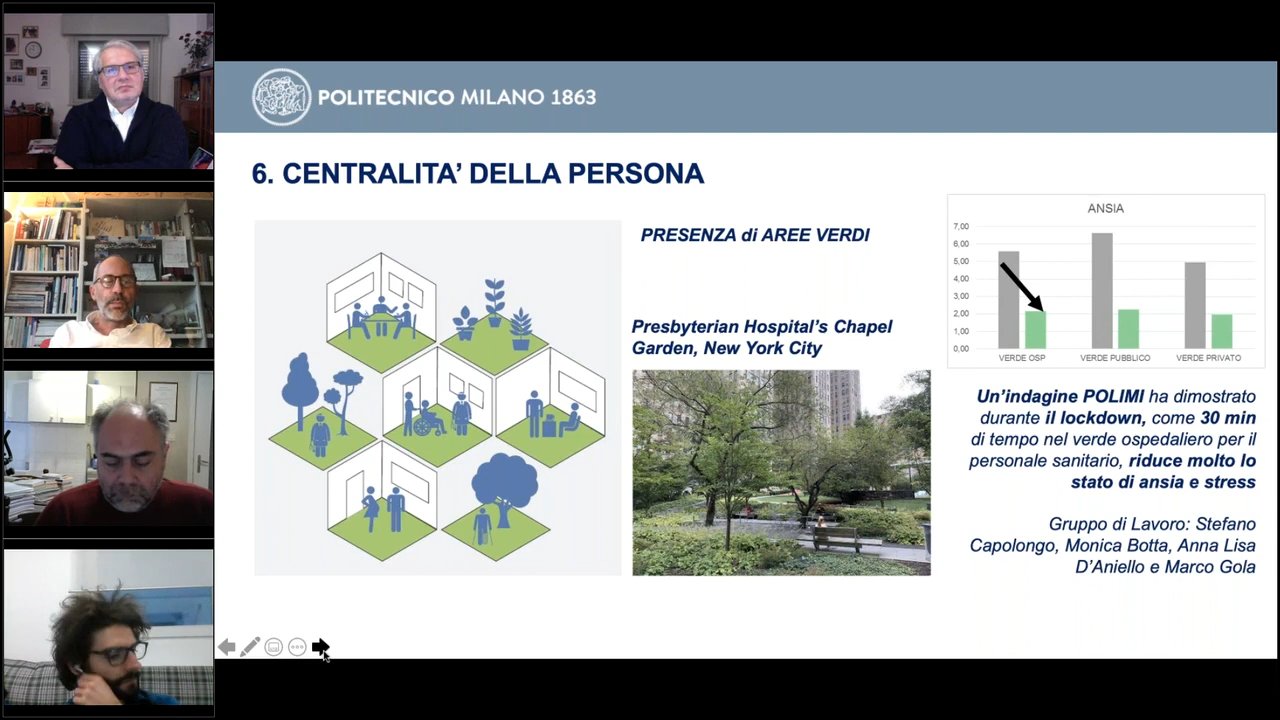 POLITECNICO MILANO 1863
6. CENTRALITA’ DELLA PERSONA
PRESENZA di AREE VERDI
Presbyterian Hospital’s Chapel
Garden, New York City
ANSIA
7,00
6,00
5,00
4,00
3,00
2,00
1,00
0,00
VERDE OSP
VERDE PUBBLICO
VERDE PRIVATO
Un’indagine POLIMI ha dimostrato
durante il lockdown, come 30 min
di tempo nel verde ospedaliero per il
personale sanitario, riduce molto lo
stato di ansia e stress
Gruppo di Lavoro: Stefano
Capolongo, Monica Botta, Anna Lisa
D’Aniello e Marco Gola